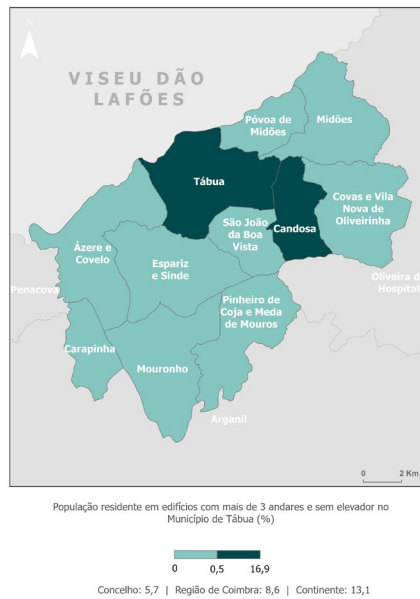 N
VISEU DÃO
LAFÕES
Póvoa de
Midões
Midões
Tábua
Covas e Vila
Nova de
Oliveirinha
São João
da Boa
Vista
Candosa
Ázere e
Covelo
Espariz
e Sinde
Oliveira d
Hospital
Penacova
Pinheiro de
Coja e Meda
de Mouros
Carapinha
Mouronho
Arganil
0 2 Km
População residente em edifícios com mais de 3 andares e sem elevador no
Município de Tábua (%)
0 0,5 16,9
Concelho: 5,7 | Região de Coimbra: 8,6 | Continente: 13,1